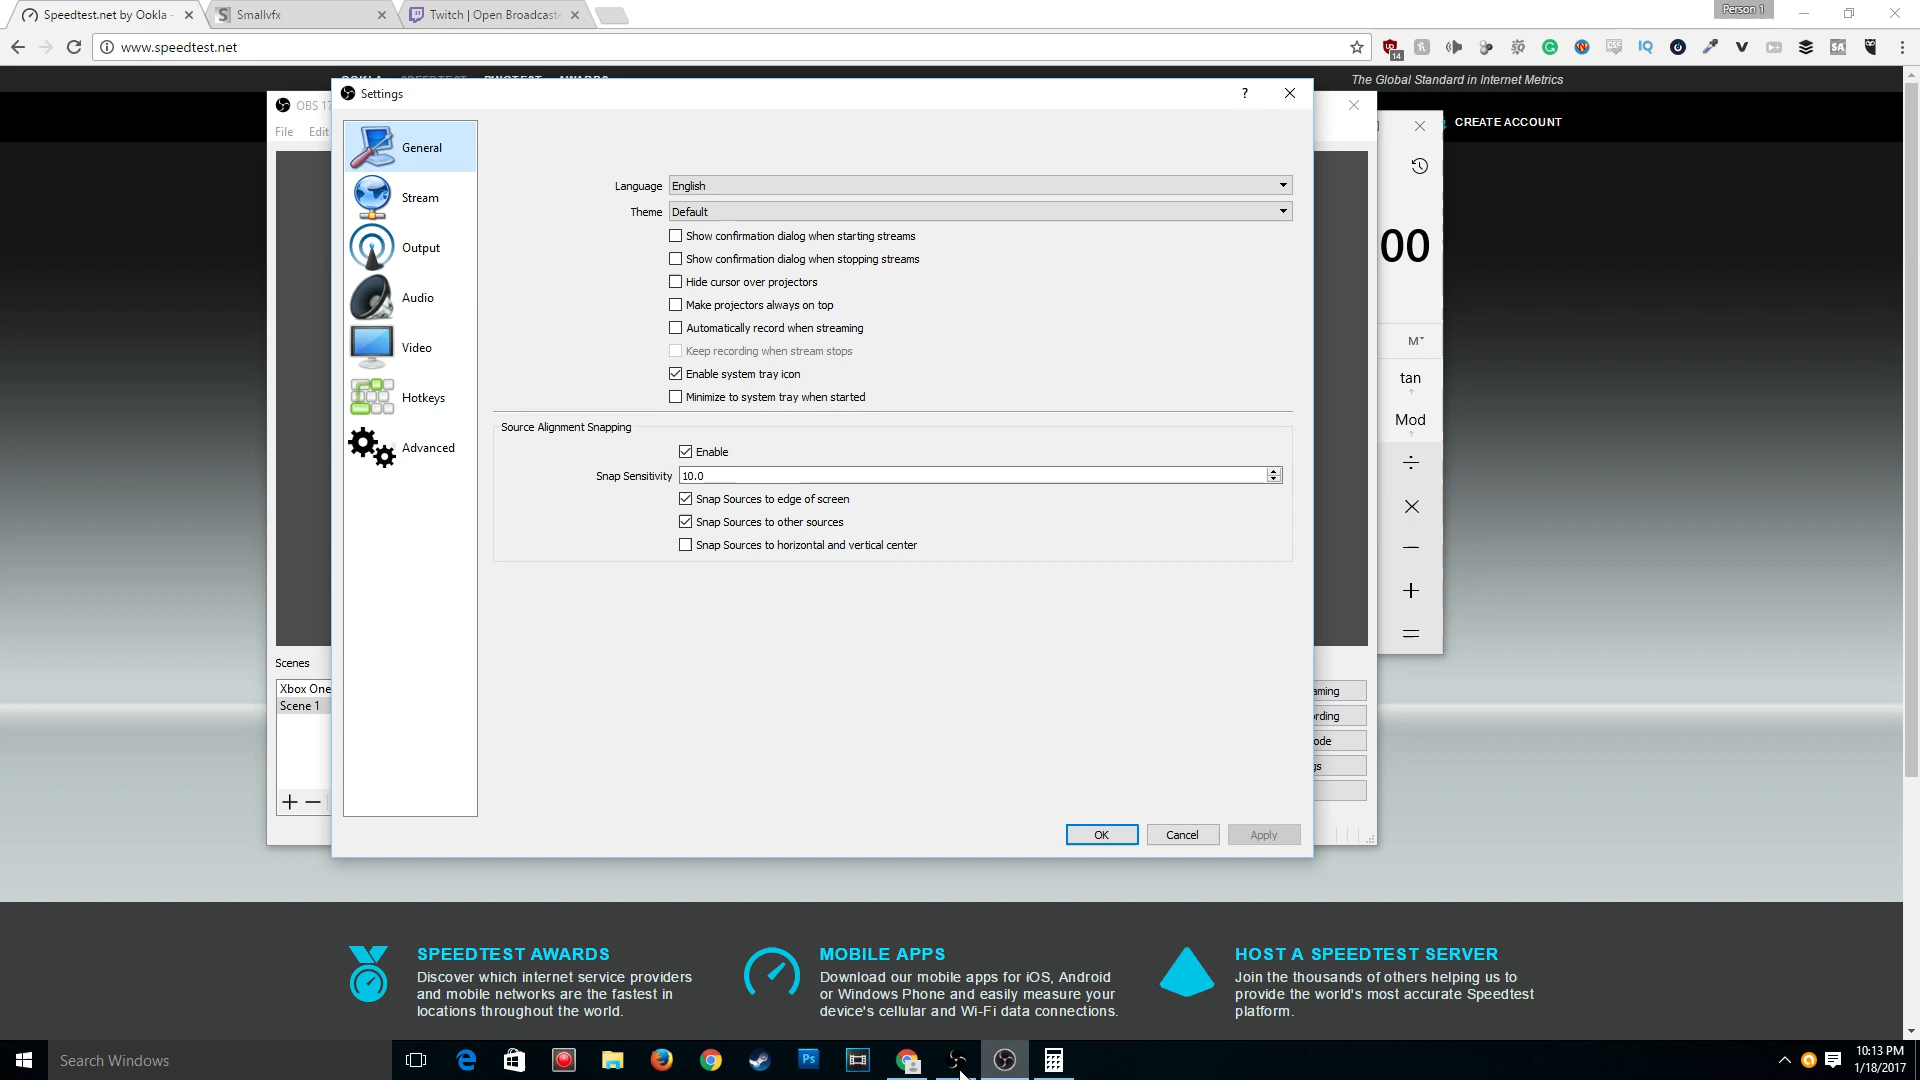 Speedtest.net by Ookla -
Smallvfx
Twitch | Open Broadcaste
Person 1
www.speedtest.net
14
The Global Standard in Internet Metrics
CREATE ACCOUNT
OBS 17
File Edit
Settings
?
General
Stream
Output
Audio
Video
Hotkeys
Advanced
Language English
Theme Default
Show confirmation dialog when starting streams
Show confirmation dialog when stopping streams
Hide cursor over projectors
Make projectors always on top
Automatically record when streaming
Keep recording when stream stops
Enable system tray icon
Minimize to system tray when started
Source Alignment Snapping
Enable
Snap Sensitivity 10.0
Snap Sources to edge of screen
Snap Sources to other sources
Snap Sources to horizontal and vertical center
OK Cancel Apply
00
M▾
tan
Mod
÷
×
−
+
=
Scenes
Xbox One
Scene 1
aming
rding
ode
gs
SPEEDTEST AWARDS
Discover which internet service providers
and mobile networks are the fastest in
locations throughout the world.
MOBILE APPS
Download our mobile apps for iOS, Android
or Windows Phone and easily measure your
device's cellular and Wi-Fi data connections.
HOST A SPEEDTEST SERVER
Join the thousands of others helping us to
provide the world's most accurate Speedtest
platform.
Search Windows
Ps
10:13 PM
1/18/2017